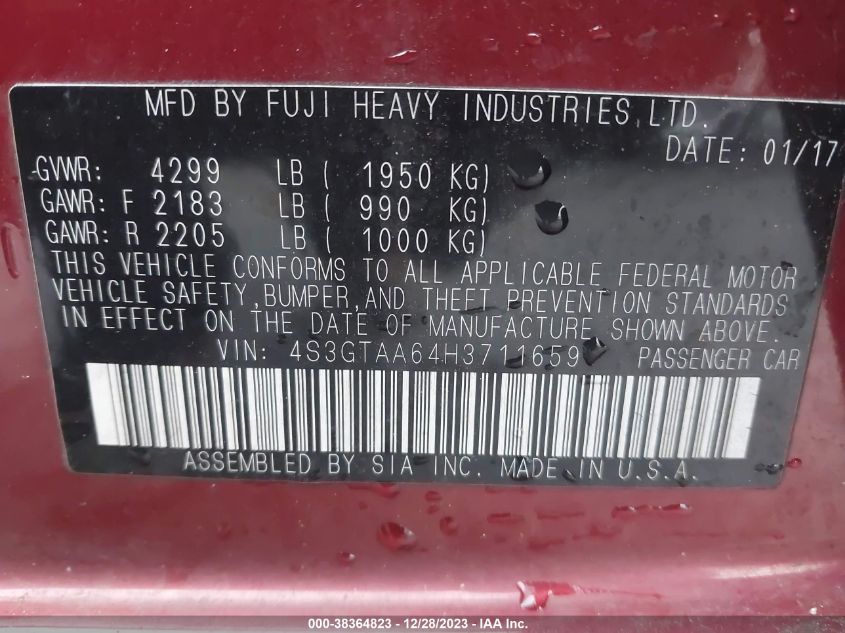 MFD BY FUJI HEAVY INDUSTRIES, LTD.
DATE: 01/17
GVWR: 4299 LB ( 1950 KG)
GAWR: F 2183 LB ( 990 KG)
GAWR: R 2205 LB ( 1000 KG)
THIS VEHICLE CONFORMS TO ALL APPLICABLE FEDERAL MOTOR
VEHICLE SAFETY, BUMPER, AND THEFT PREVENTION STANDARDS
IN EFFECT ON THE DATE OF MANUFACTURE SHOWN ABOVE.
VIN: 4S3GTAA64H3711659 PASSENGER CAR
ASSEMBLED BY SIA INC. MADE IN U.S.A.
000-38364823 - 12/28/2023 - IAA Inc.